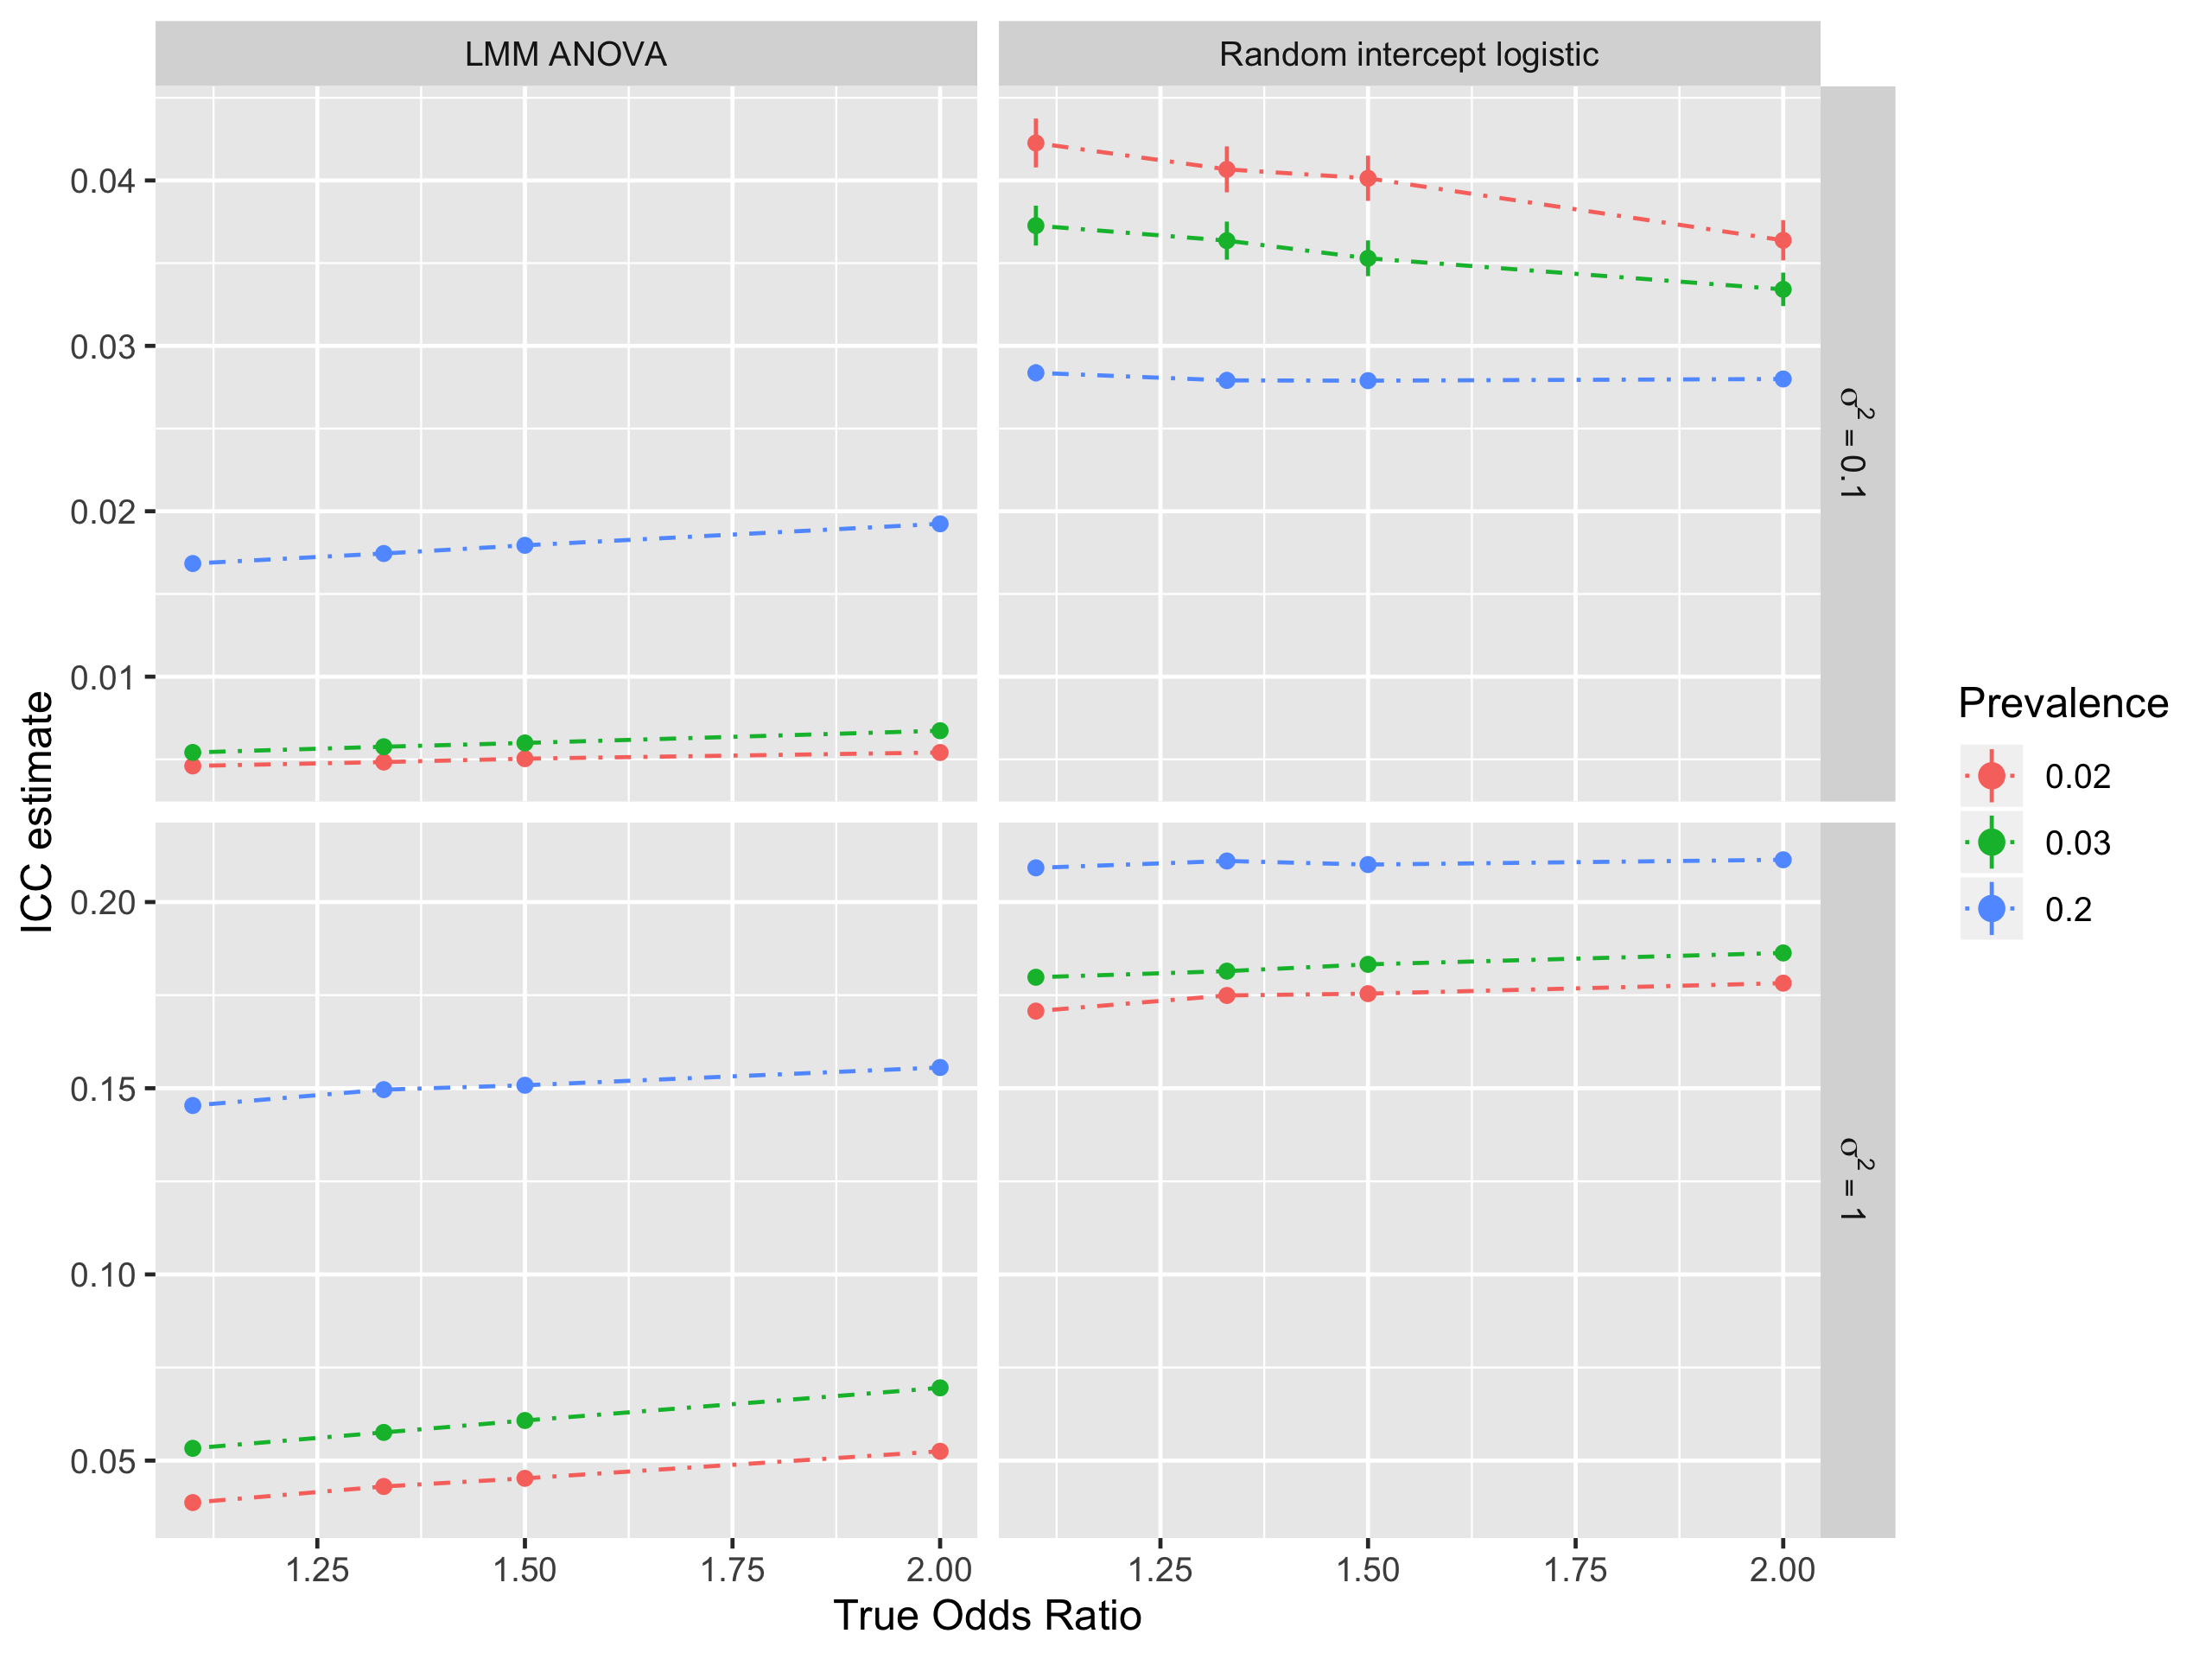 LMM ANOVA
Random intercept logistic
0.04
0.03
0.02
0.01
σ² = 0.1
ICC estimate
0.20
0.15
0.10
0.05
σ² = 1
1.25 1.50 1.75 2.00
1.25 1.50 1.75 2.00
True Odds Ratio
Prevalence
0.02
0.03
0.2